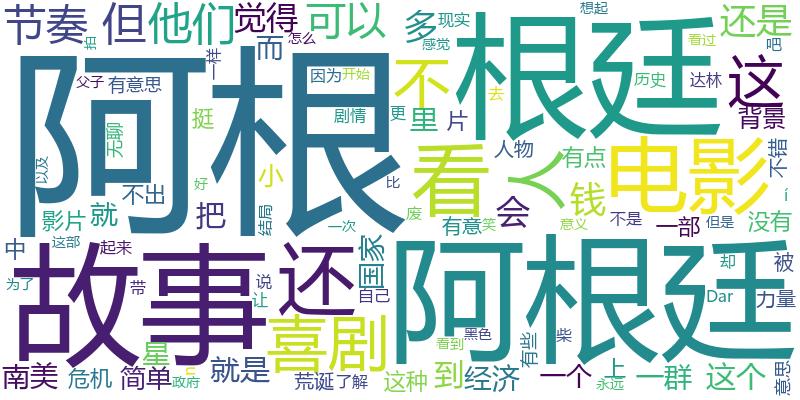 节奏 但 他们 觉得 可以 多 现实 想起 还是
拍 而 怎么 感觉 看过 吧
阿根 根廷 这
父子 有意思 一样 因为 开始 不 历史 达林
无聊 挺 剧情 更 里 片 背景
以及 不出 好 小 看 人 人物 有点 电影 不错
影片 就 把 结局 比 废 会 钱 í
中 这部 起来 一次 有意 笑 意义 不是 一部 但是 没有
故事 还 国家 阿根廷
为了 带 说 让 自己 却 被
喜剧 黑色 看到 有些 柴 Dar 力量
星 n
南美 危机 简单 政府 就是 荒诞 了解 这种 到 经济 一个 上 永远 一群 这个 意思
去